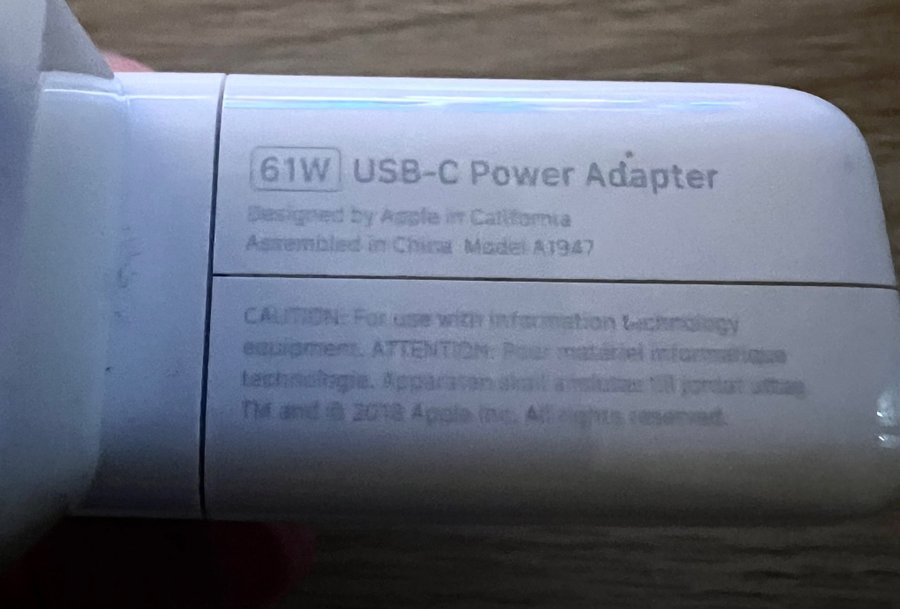 61W USB-C Power Adapter
Designed by Apple in California
Assembled in China Model A1947
CAUTION: For use with information technology
equipment. ATTENTION: Pour matériel informatique
technologie. Apparaten skall anslutas till jordat uttag
TM and © 2018 Apple Inc. All rights reserved.